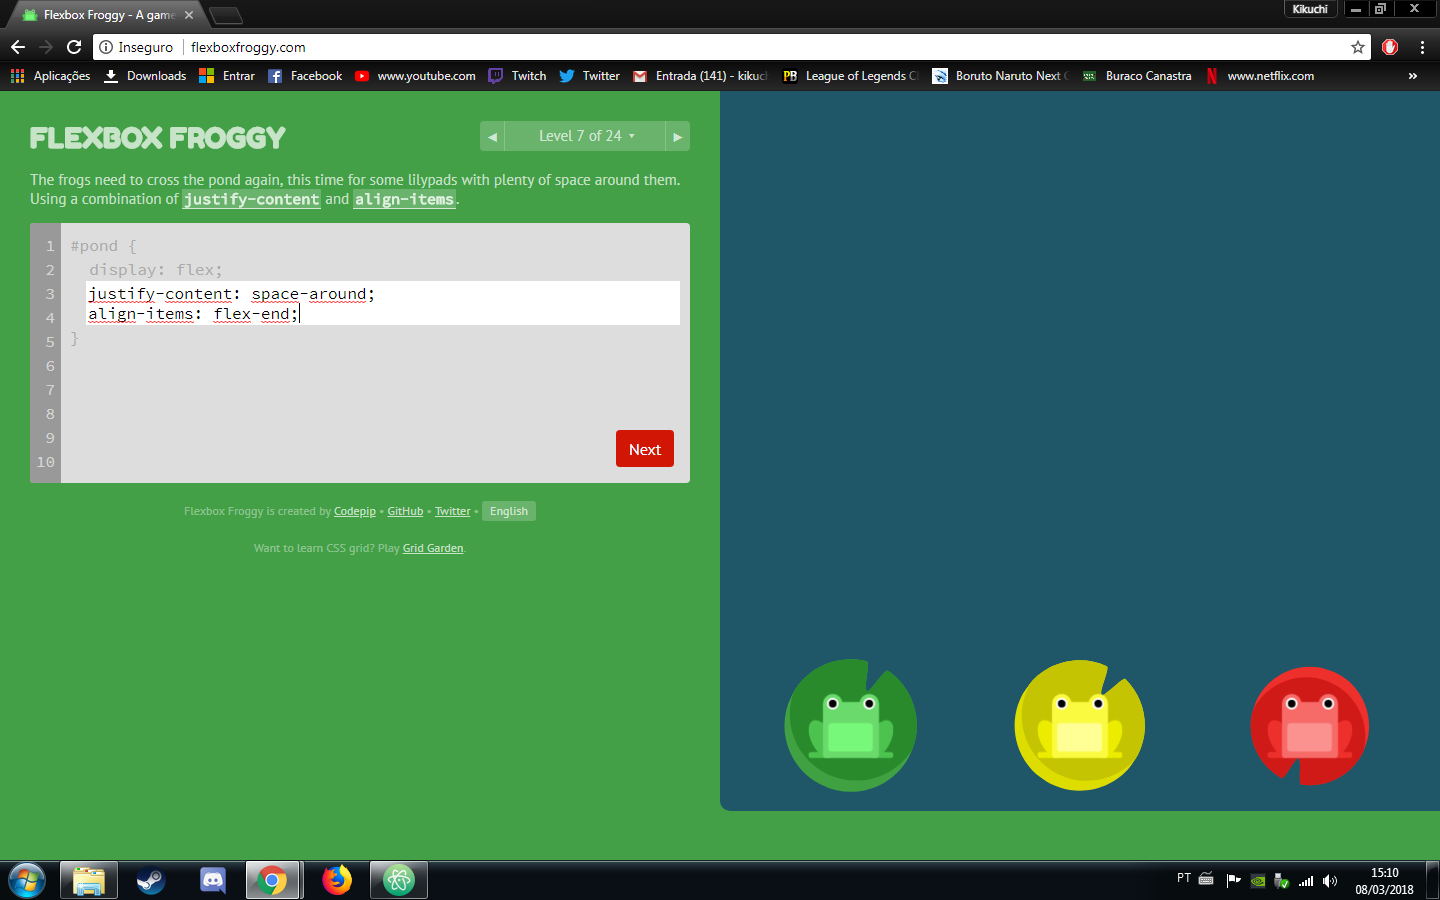 Flexbox Froggy - A game
Kikuchi
Inseguro
flexboxfroggy.com
Aplicações
Downloads
Entrar
Facebook
www.youtube.com
Twitch
Twitter
Entrada (141) - kikuc
PB
League of Legends C
Boruto Naruto Next
Buraco Canastra
www.netflix.com
»
FLEXBOX FROGGY
Level 7 of 24
The frogs need to cross the pond again, this time for some lilypads with plenty of space around them.
Using a combination of justify-content and align-items.
1 #pond {
2 display: flex;
3 justify-content: space-around;
4 align-items: flex-end;
5 }
6
7
8
9
10
Next
Flexbox Froggy is created by Codepip • GitHub • Twitter • English
Want to learn CSS grid? Play Grid Garden.
PT
15:10
08/03/2018